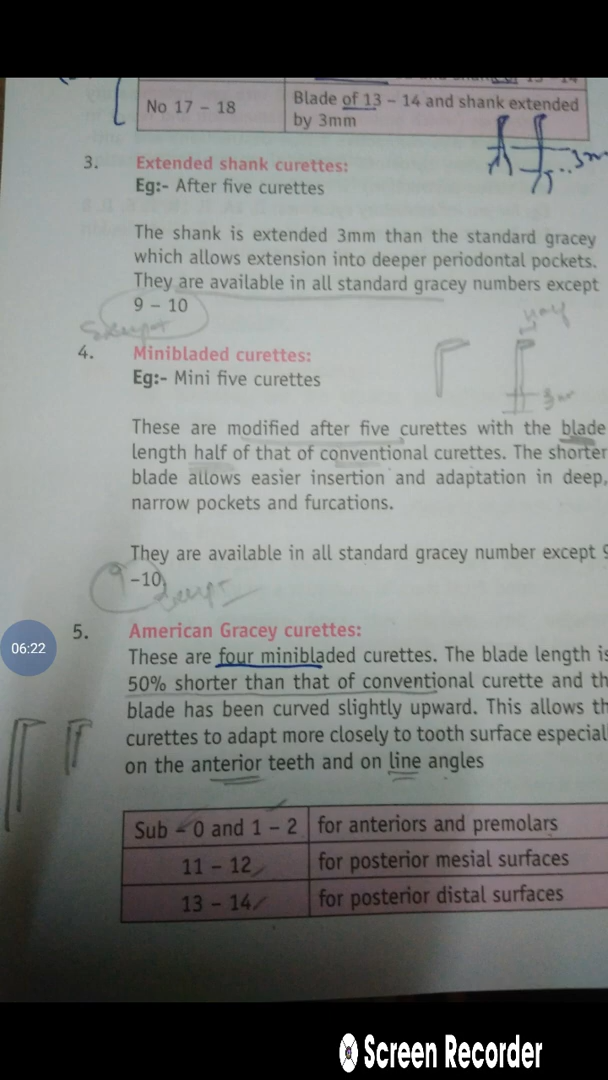 No 17 – 18
Blade of 13 – 14 and shank extended
by 3mm
3mm
3. Extended shank curettes:
Eg:- After five curettes
The shank is extended 3mm than the standard gracey
which allows extension into deeper periodontal pockets.
They are available in all standard gracey numbers except
9 – 10
4. Minibladed curettes:
Eg:- Mini five curettes
half
3mm
These are modified after five curettes with the blade
length half of that of conventional curettes. The shorter
blade allows easier insertion and adaptation in deep,
narrow pockets and furcations.
They are available in all standard gracey number except 9
–10
5. American Gracey curettes:
These are four minibladed curettes. The blade length is
50% shorter than that of conventional curette and th
blade has been curved slightly upward. This allows th
curettes to adapt more closely to tooth surface especial
on the anterior teeth and on line angles
Sub – 0 and 1 – 2 for anteriors and premolars
11 – 12 for posterior mesial surfaces
13 – 14 for posterior distal surfaces
06:22
Screen Recorder